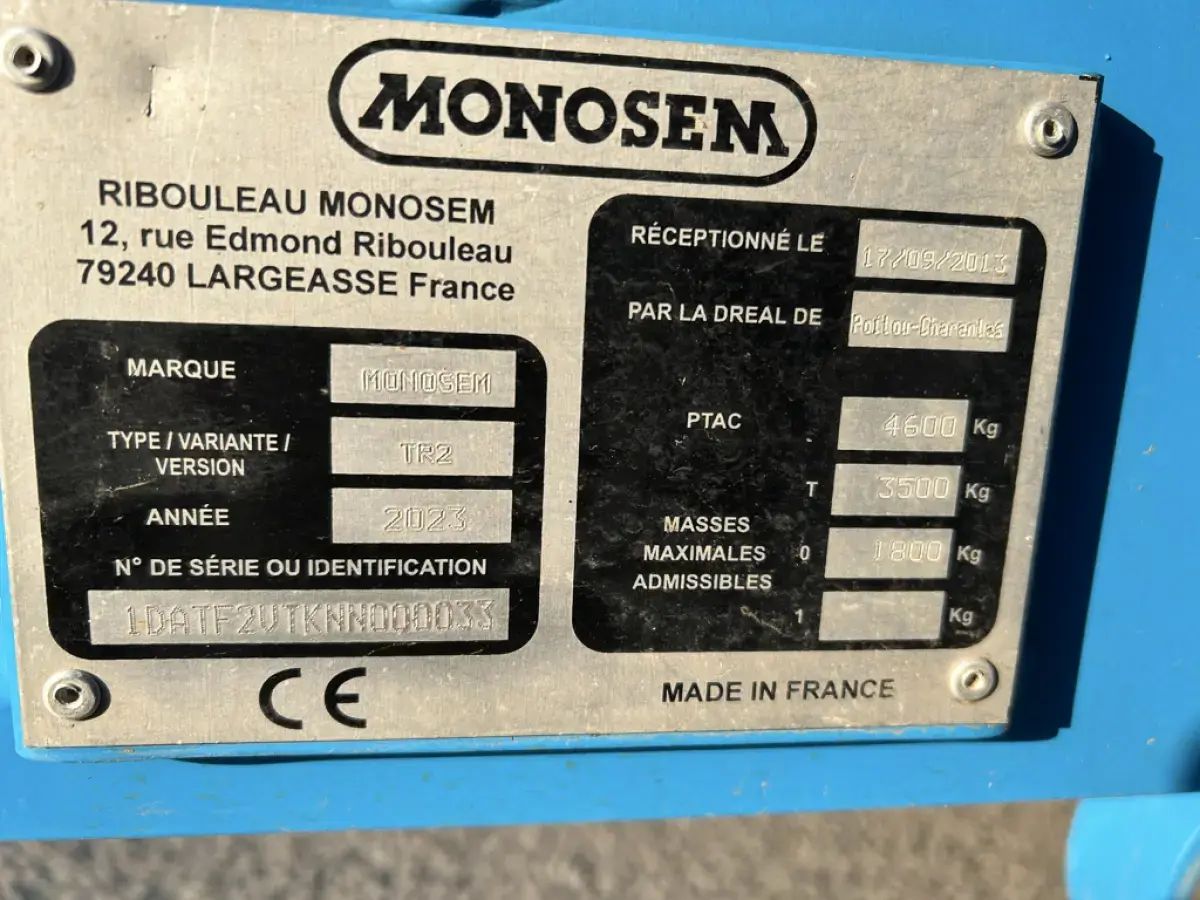 MONOSEM
RIBOULEAU MONOSEM
12, rue Edmond Ribouleau
79240 LARGEASSE France
MARQUE MONOSEM
TYPE / VARIANTE /
VERSION TR2
ANNÉE 2023
N° DE SÉRIE OU IDENTIFICATION
1DATF2VTKNN000033
RÉCEPTIONNÉ LE 17/09/2013
PAR LA DREAL DE Poitou-Charentes
PTAC 4600 Kg
T 3500 Kg
MASSES
MAXIMALES 0 1800 Kg
ADMISSIBLES
1 Kg
CE
MADE IN FRANCE